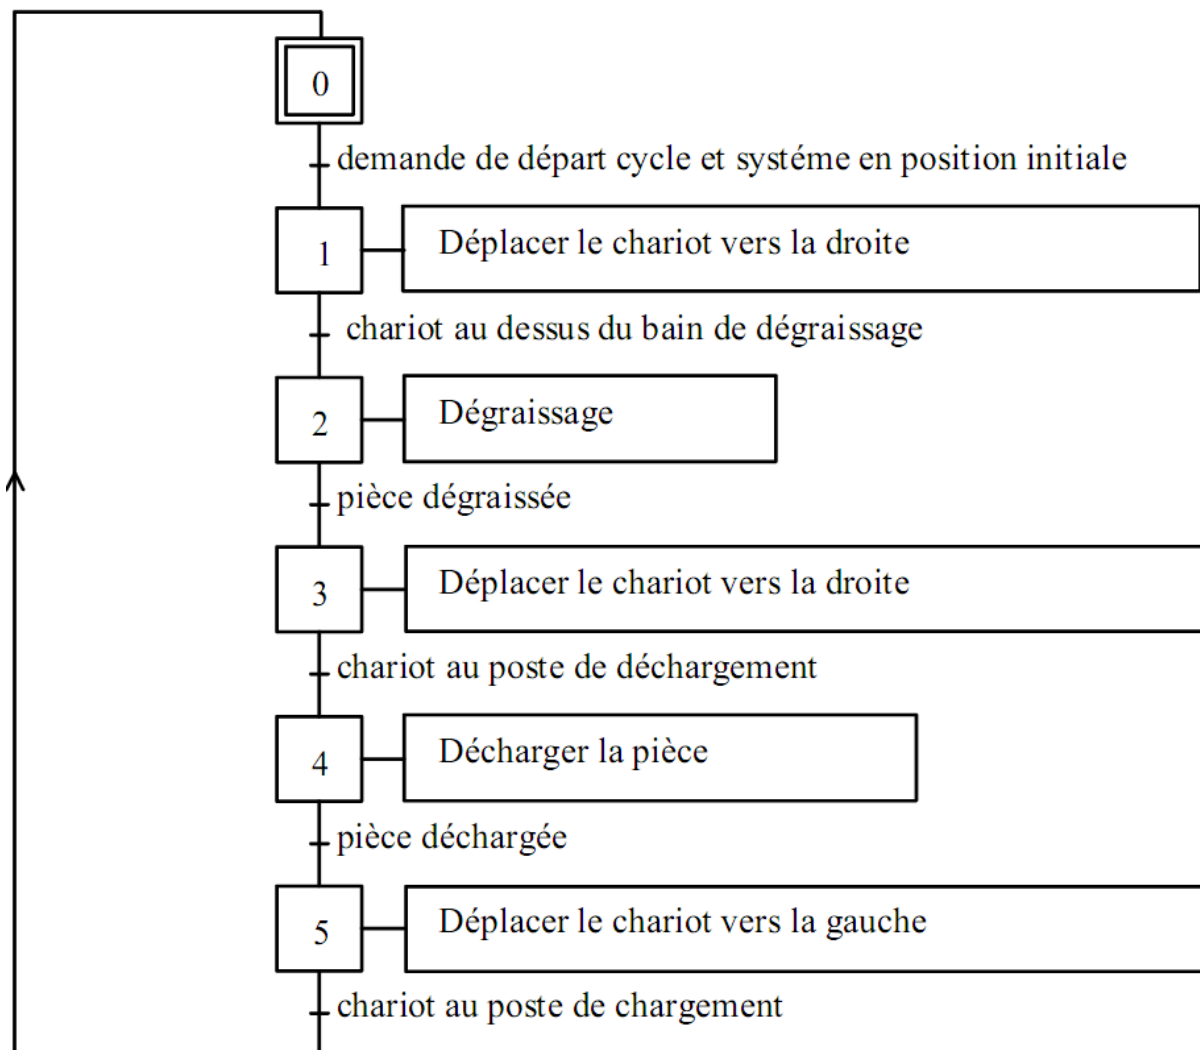 0
demande de départ cycle et systéme en position initiale
1
Déplacer le chariot vers la droite
chariot au dessus du bain de dégraissage
2
Dégraissage
pièce dégraissée
3
Déplacer le chariot vers la droite
chariot au poste de déchargement
4
Décharger la pièce
pièce déchargée
5
Déplacer le chariot vers la gauche
chariot au poste de chargement